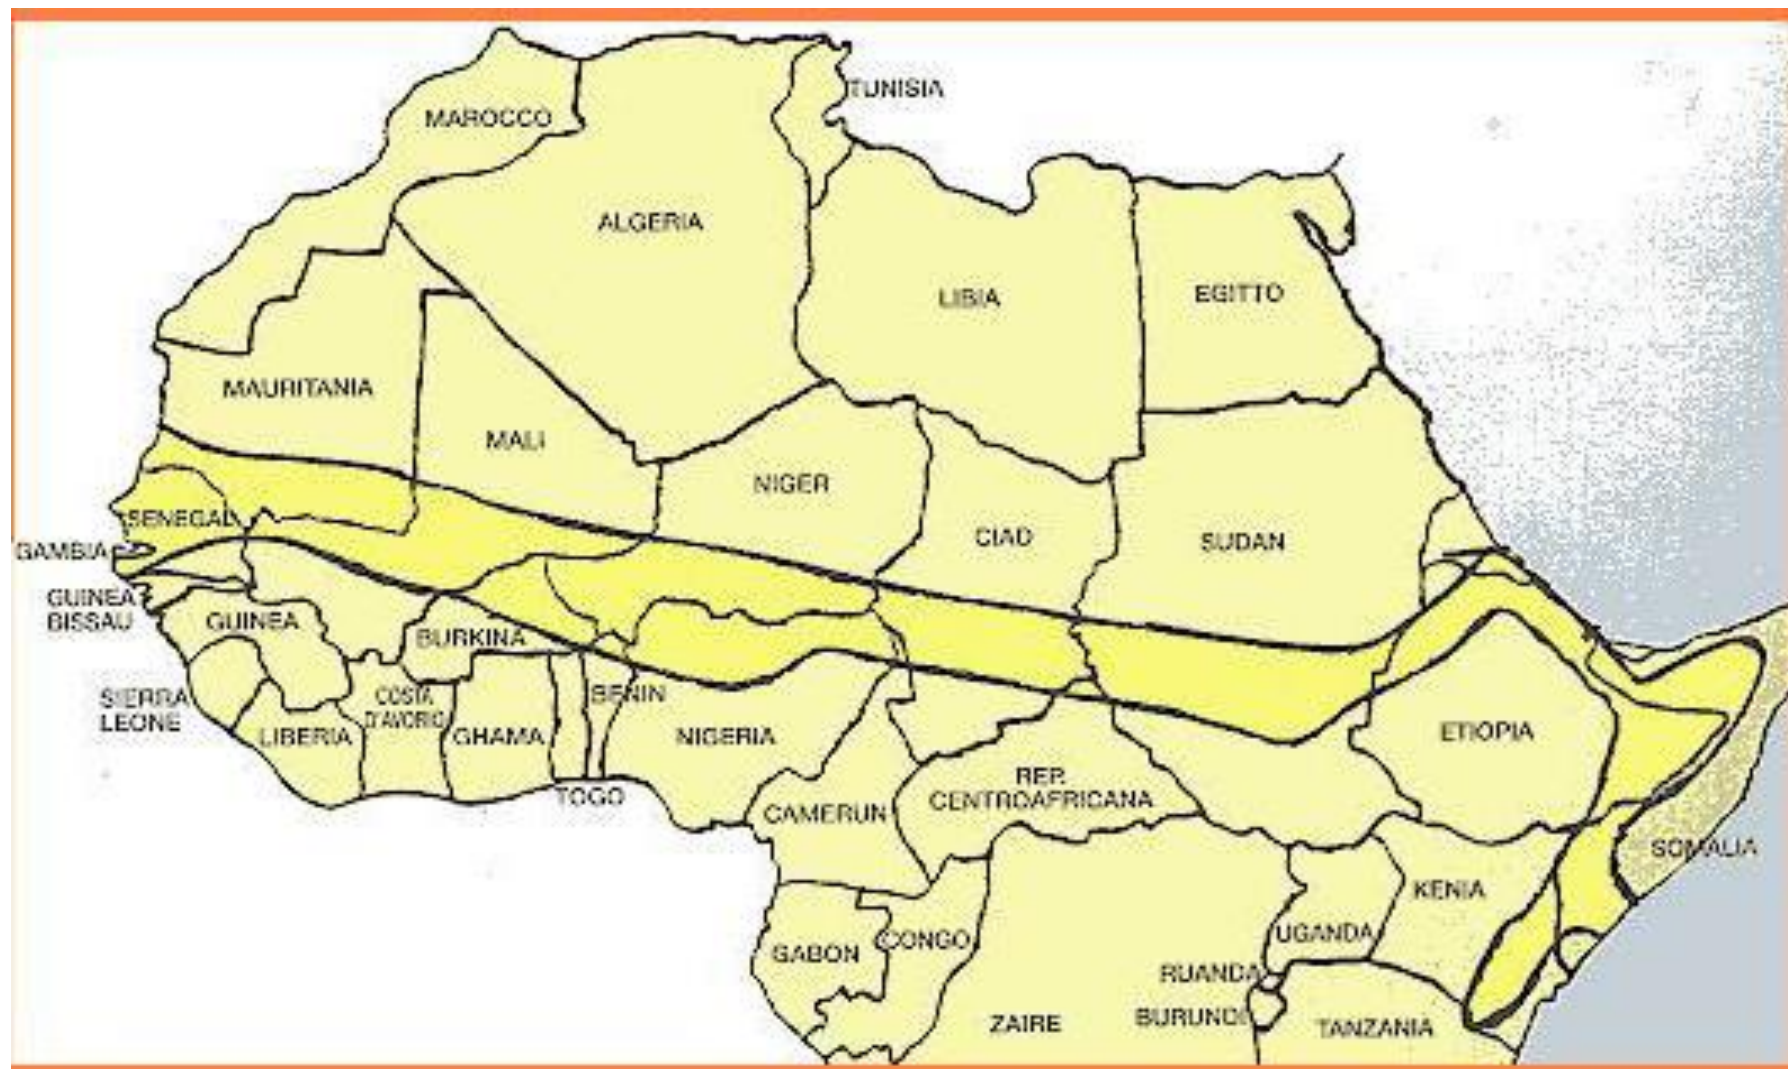 TUNISIA
MAROCCO
ALGERIA
LIBIA
EGITTO
MAURITANIA
MALI
NIGER
CIAD
SUDAN
SENEGAL
GAMBIA
GUINEA
BISSAU
GUINEA
BURKINA
SIERRA
LEONE
LIBERIA
COSTA
D'AVORIO
GHAMA
TOGO
BENIN
NIGERIA
CAMERUN
REP.
CENTROAFRICANA
ETIOPIA
SOMALIA
KENIA
UGANDA
GABON
CONGO
RUANDA
BURUNDI
ZAIRE
TANZANIA